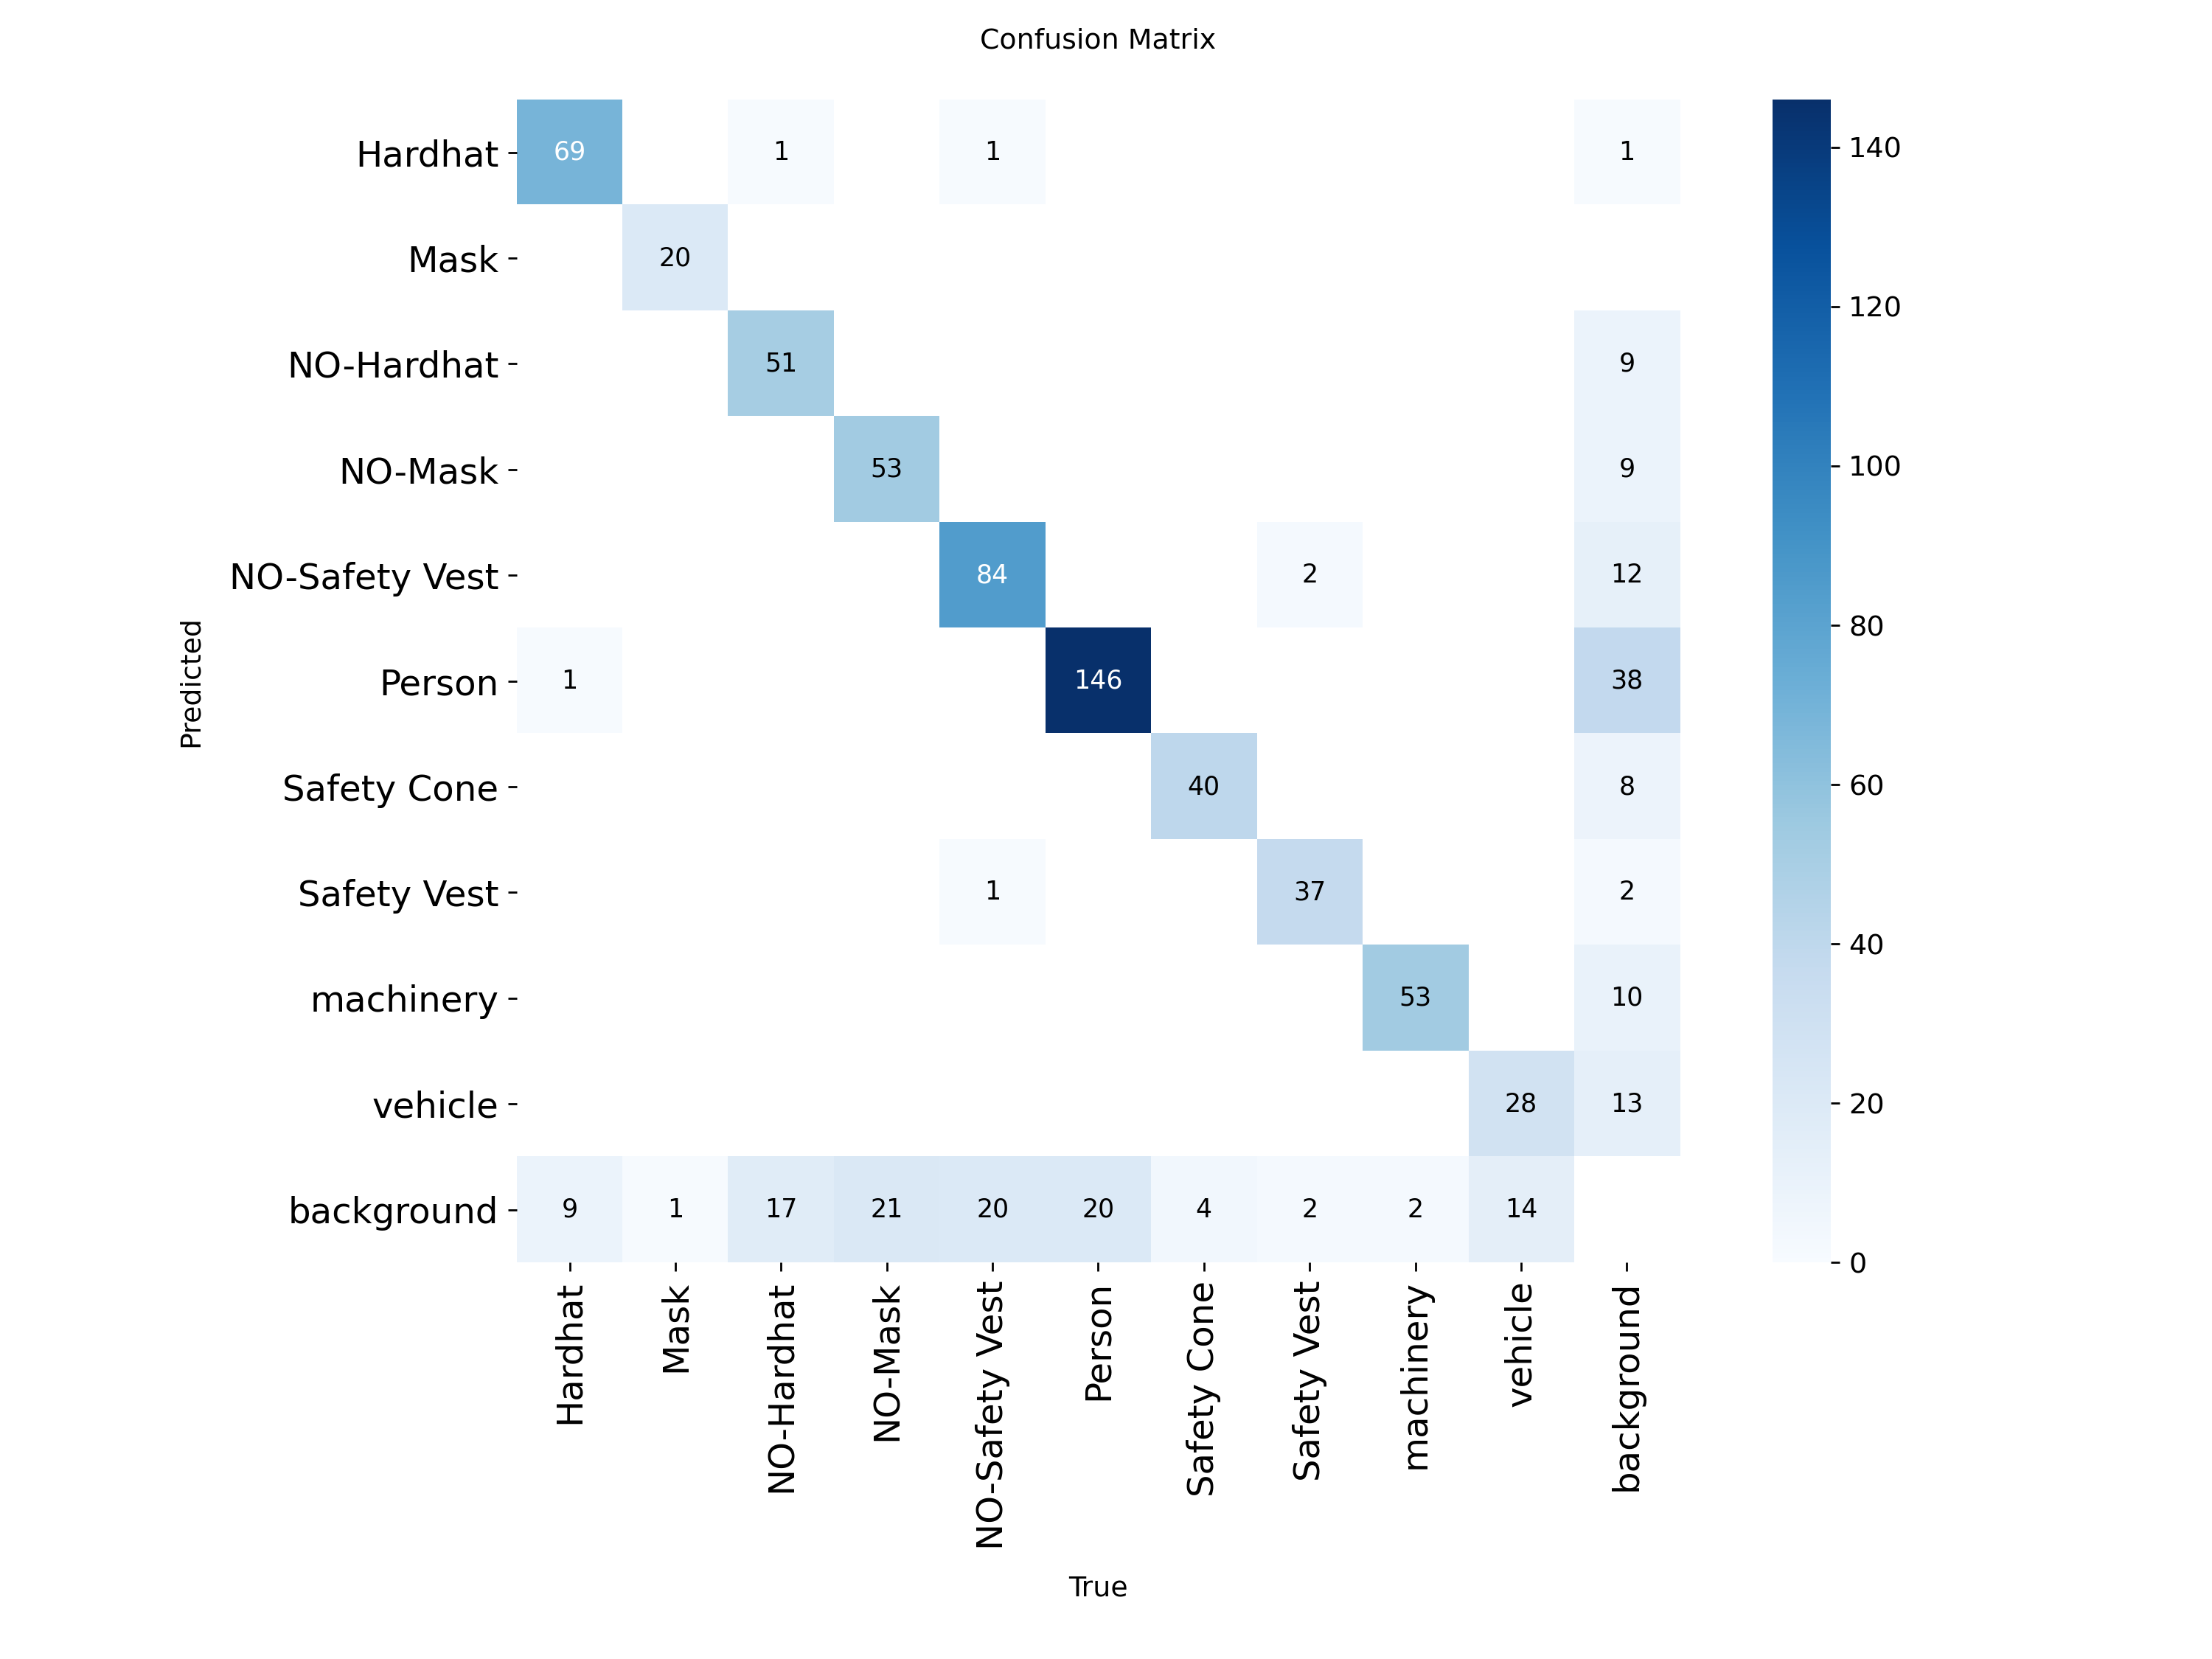 Confusion Matrix
Hardhat 69 1 1 1
Mask 20
NO-Hardhat 51 9
NO-Mask 53 9
NO-Safety Vest 84 2 12
Person 1 146 38
Safety Cone 40 8
Safety Vest 1 37 2
machinery 53 10
vehicle 28 13
background 9 1 17 21 20 20 4 2 2 14
Predicted
Hardhat
Mask
NO-Hardhat
NO-Mask
NO-Safety Vest
Person
Safety Cone
Safety Vest
machinery
vehicle
background
True
140
120
100
80
60
40
20
0